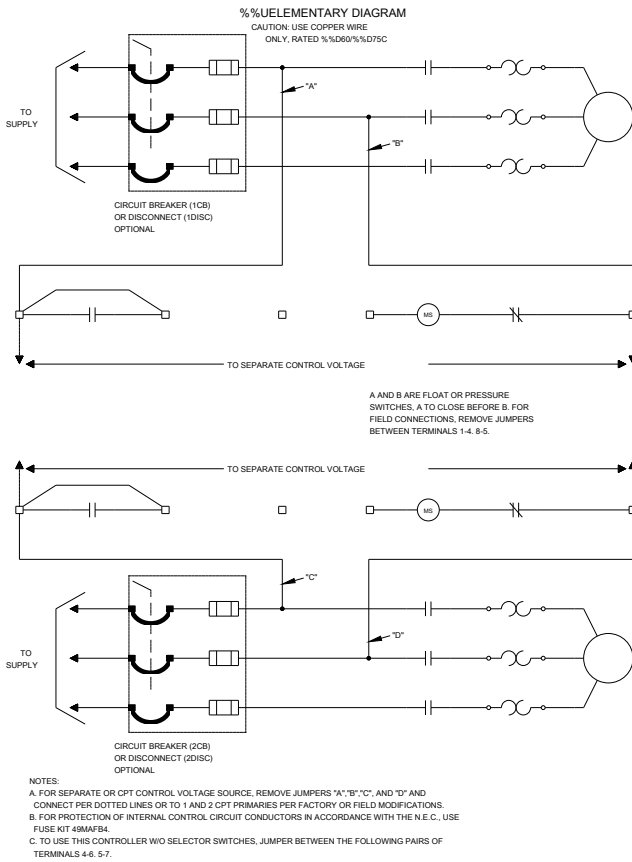 %%UELEMENTARY DIAGRAM
CAUTION: USE COPPER WIRE
ONLY, RATED %%D60/%%D75C
"A"
TO
SUPPLY
"B"
CIRCUIT BREAKER (1CB)
OR DISCONNECT (1DISC)
OPTIONAL
MS
TO SEPARATE CONTROL VOLTAGE
A AND B ARE FLOAT OR PRESSURE
SWITCHES, A TO CLOSE BEFORE B. FOR
FIELD CONNECTIONS, REMOVE JUMPERS
BETWEEN TERMINALS 1-4. 8-5.
TO SEPARATE CONTROL VOLTAGE
MS
"C"
TO
SUPPLY
"D"
CIRCUIT BREAKER (2CB)
OR DISCONNECT (2DISC)
OPTIONAL
NOTES:
A. FOR SEPARATE OR CPT CONTROL VOLTAGE SOURCE, REMOVE JUMPERS "A","B","C", AND "D" AND
CONNECT PER DOTTED LINES OR TO 1 AND 2 CPT PRIMARIES PER FACTORY OR FIELD MODIFICATIONS.
B. FOR PROTECTION OF INTERNAL CONTROL CIRCUIT CONDUCTORS IN ACCORDANCE WITH THE N.E.C., USE
FUSE KIT 49MAFB4.
C. TO USE THIS CONTROLLER W/O SELECTOR SWITCHES, JUMPER BETWEEN THE FOLLOWING PAIRS OF
TERMINALS 4-6. 5-7.